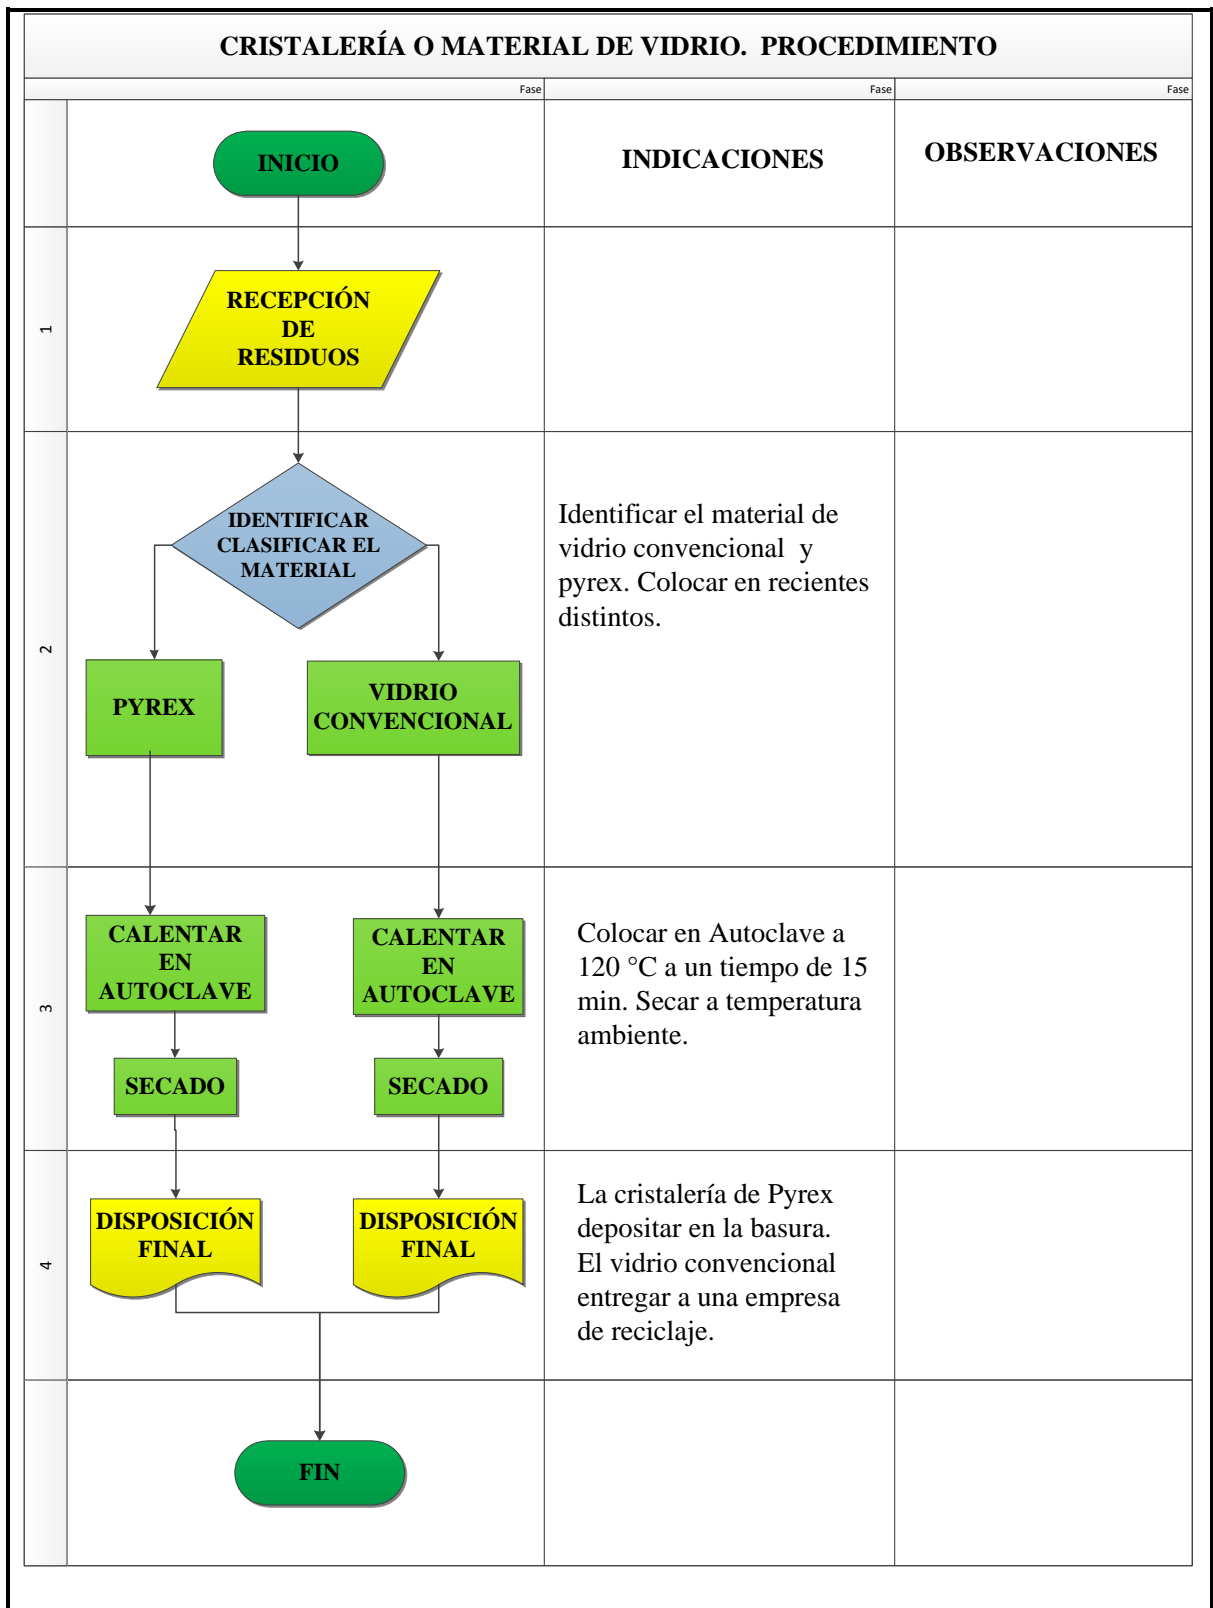 CRISTALERÍA O MATERIAL DE VIDRIO. PROCEDIMIENTO
Fase
Fase
Fase
INICIO
INDICACIONES
OBSERVACIONES
1
RECEPCIÓN
DE
RESIDUOS
2
IDENTIFICAR
CLASIFICAR EL
MATERIAL
PYREX
VIDRIO
CONVENCIONAL
Identificar el material de
vidrio convencional y
pyrex. Colocar en recientes
distintos.
3
CALENTAR
EN
AUTOCLAVE
CALENTAR
EN
AUTOCLAVE
SECADO
SECADO
Colocar en Autoclave a
120 °C a un tiempo de 15
min. Secar a temperatura
ambiente.
4
DISPOSICIÓN
FINAL
DISPOSICIÓN
FINAL
La cristalería de Pyrex
depositar en la basura.
El vidrio convencional
entregar a una empresa
de reciclaje.
FIN